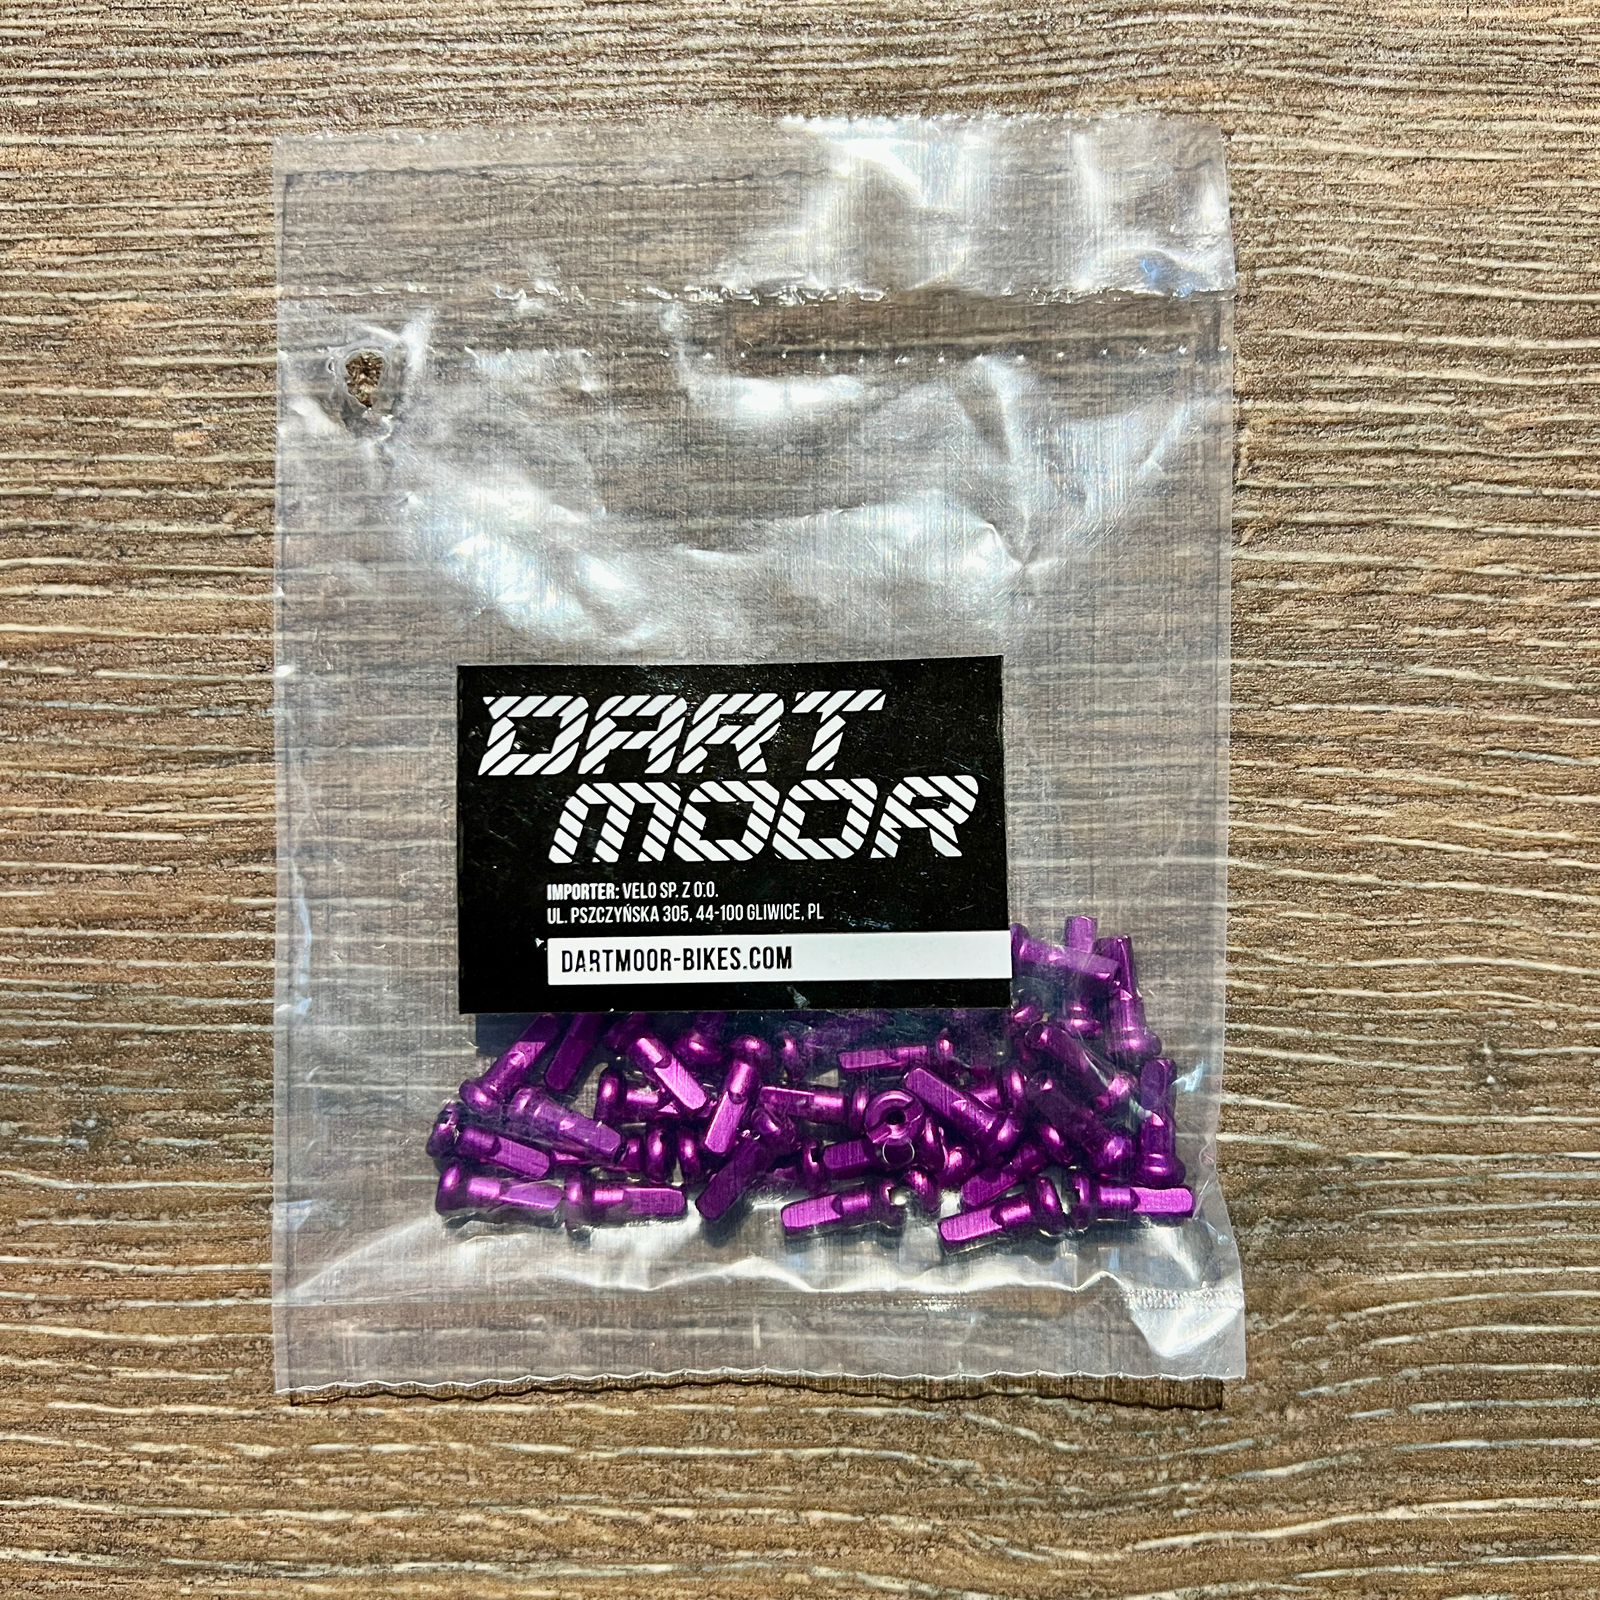 DART
MOOR
IMPORTER: VELO SP. Z O.O.
UL. PSZCZYŃSKA 305, 44-100 GLIWICE, PL
DARTMOOR-BIKES.COM